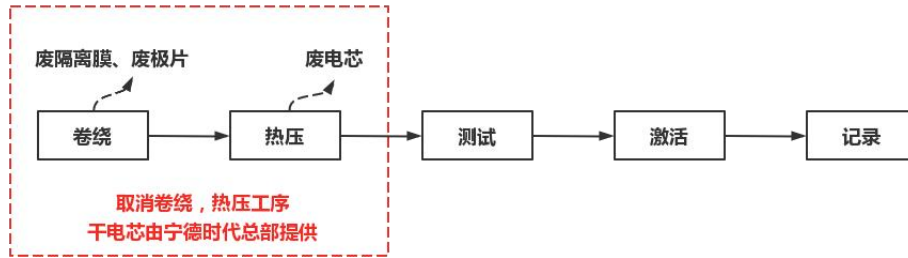 废隔离膜、废极片
废电芯
卷绕
热压
测试
激活
记录
取消卷绕，热压工序
干电芯由宁德时代总部提供